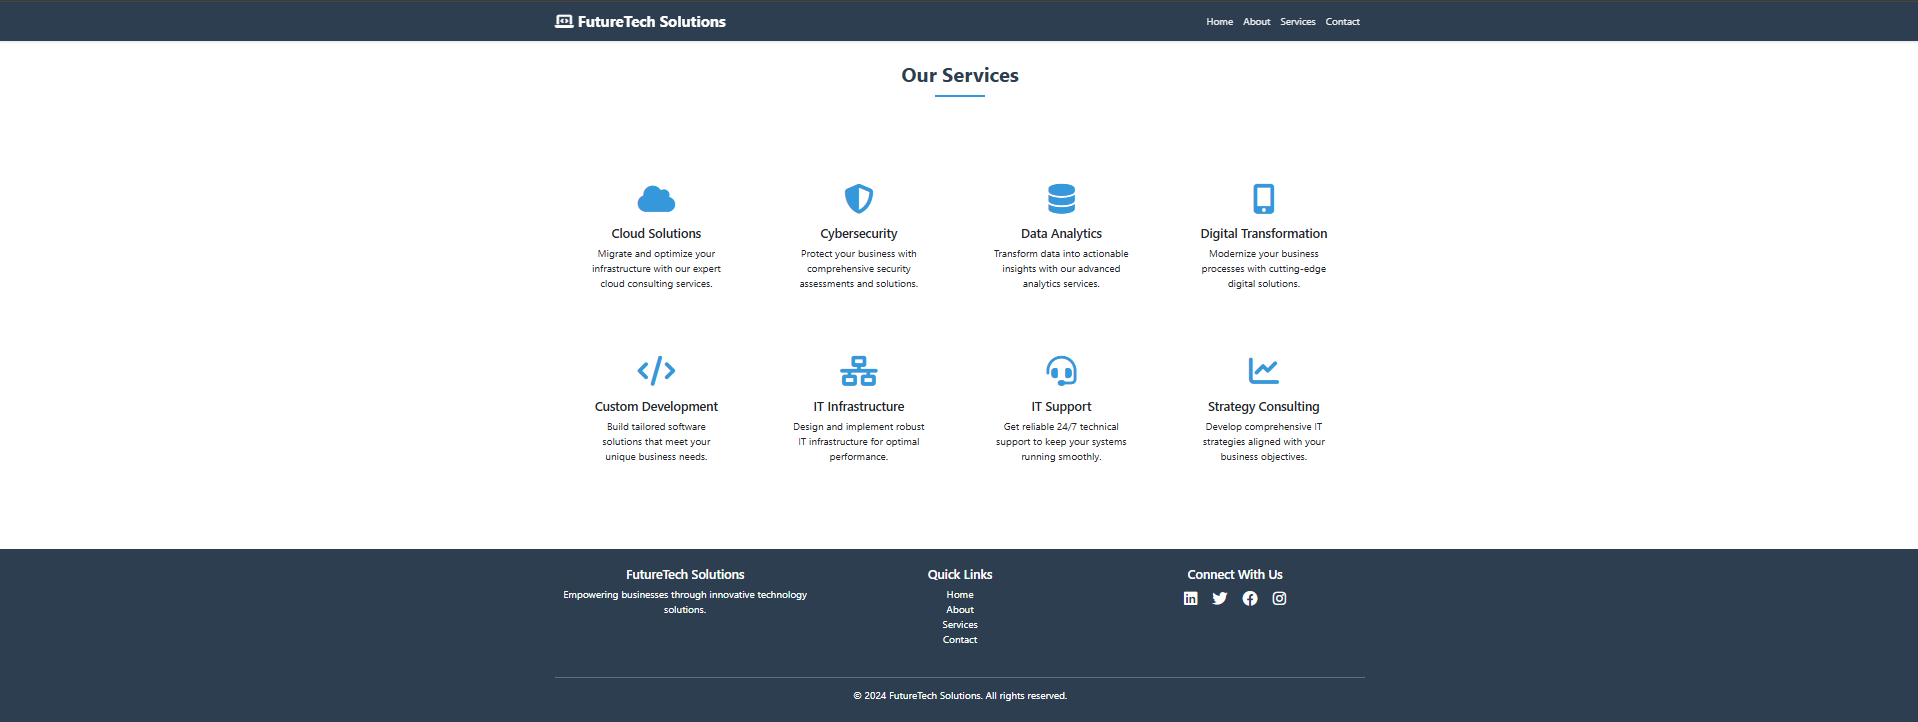 FutureTech Solutions
Home About Services Contact
Our Services
Cloud Solutions
Migrate and optimize your
infrastructure with our expert
cloud consulting services.
Cybersecurity
Protect your business with
comprehensive security
assessments and solutions.
Data Analytics
Transform data into actionable
insights with our advanced
analytics services.
Digital Transformation
Modernize your business
processes with cutting-edge
digital solutions.
Custom Development
Build tailored software
solutions that meet your
unique business needs.
IT Infrastructure
Design and implement robust
IT infrastructure for optimal
performance.
IT Support
Get reliable 24/7 technical
support to keep your systems
running smoothly.
Strategy Consulting
Develop comprehensive IT
strategies aligned with your
business objectives.
FutureTech Solutions
Empowering businesses through innovative technology
solutions.
Quick Links
Home
About
Services
Contact
Connect With Us
© 2024 FutureTech Solutions. All rights reserved.